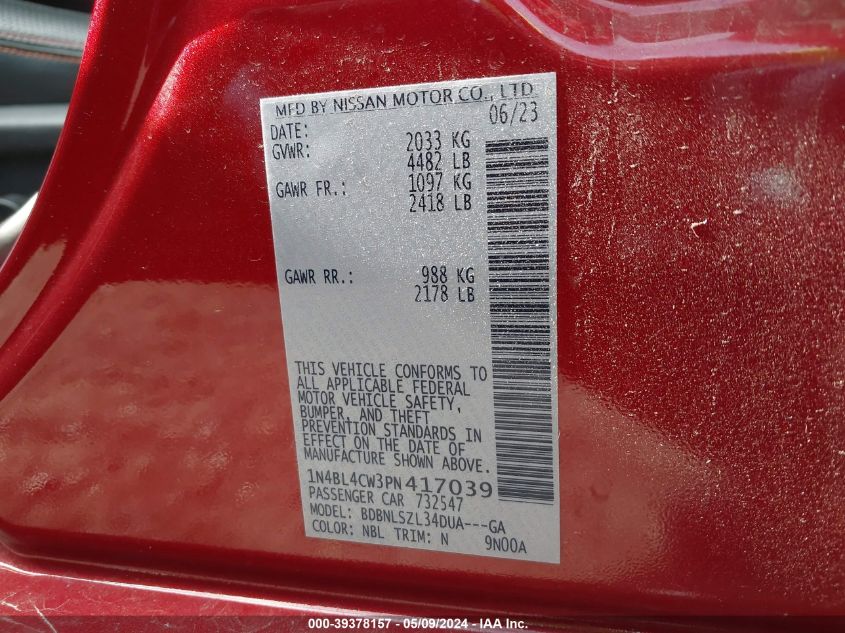 MFD BY NISSAN MOTOR CO., LTD
DATE: 06/23
GVWR: 2033 KG
4482 LB
GAWR FR.: 1097 KG
2418 LB
GAWR RR.: 988 KG
2178 LB
THIS VEHICLE CONFORMS TO
ALL APPLICABLE FEDERAL
MOTOR VEHICLE SAFETY,
BUMPER, AND THEFT
PREVENTION STANDARDS IN
EFFECT ON THE DATE OF
MANUFACTURE SHOWN ABOVE.
1N4BL4CW3PN417039
PASSENGER CAR 732547
MODEL: BDBNLSZL34DUA---GA
COLOR: NBL TRIM: N 9N00A
000-39378157 - 05/09/2024 - IAA Inc.